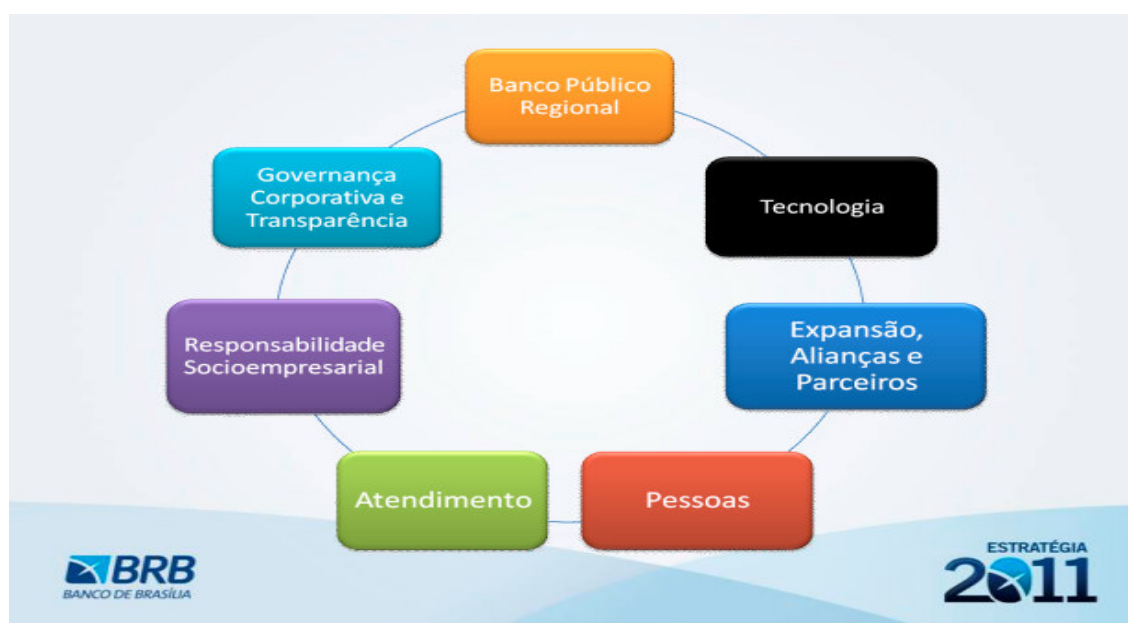 Banco Público
Regional
Governança
Corporativa e
Transparência
Tecnologia
Responsabilidade
Socioempresarial
Expansão,
Alianças e
Parceiros
Atendimento
Pessoas
BRB
BANCO DE BRASÍLIA
ESTRATÉGIA
2011